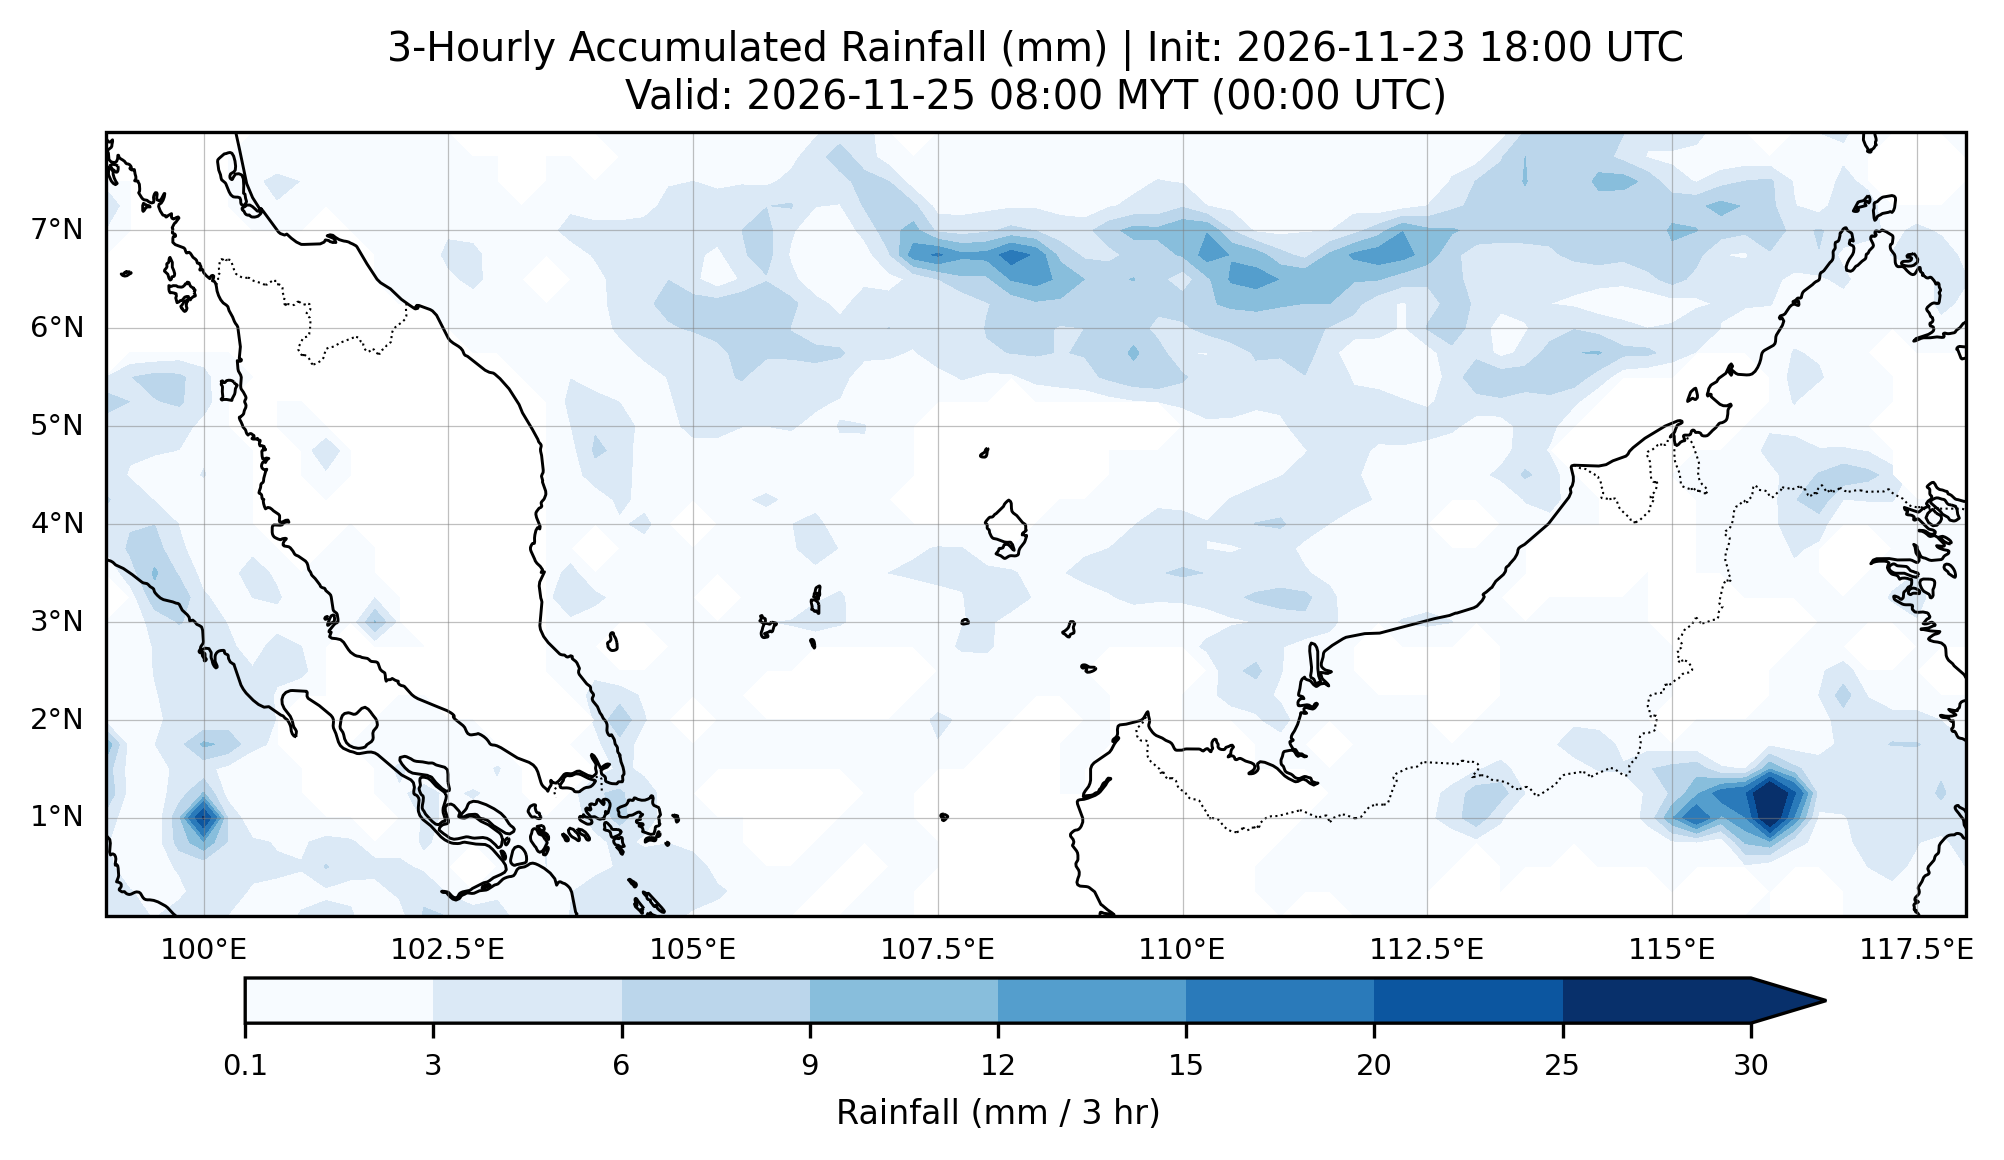 3-Hourly Accumulated Rainfall (mm) | Init: 2026-11-23 18:00 UTC
Valid: 2026-11-25 08:00 MYT (00:00 UTC)
7°N
6°N
5°N
4°N
3°N
2°N
1°N
100°E 102.5°E 105°E 107.5°E 110°E 112.5°E 115°E 117.5°E
0.1 3 6 9 12 15 20 25 30
Rainfall (mm / 3 hr)